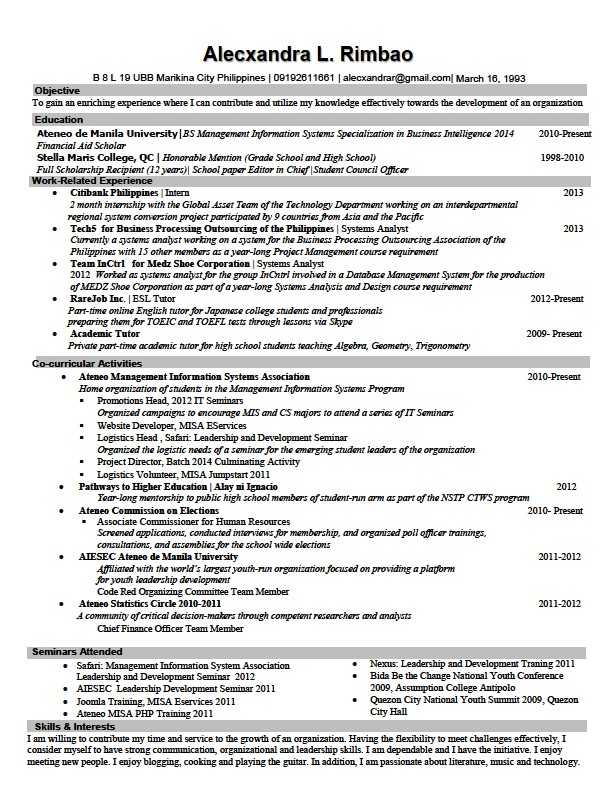 Alecxandra L. Rimbao
B 8 L 19 UBB Marikina City Philippines | 09192611661 | alecxandrar@gmail.com| March 16, 1993
Objective
To gain an enriching experience where I can contribute and utilize my knowledge effectively towards the development of an organization
Education
Ateneo de Manila University|BS Management Information Systems Specialization in Business Intelligence 2014 2010-Present
Financial Aid Scholar
Stella Maris College, QC | Honorable Mention (Grade School and High School) 1998-2010
Full Scholarship Recipient (12 years)| School paper Editor in Chief|Student Council Officer
Work-Related Experience
• Citibank Philippines | Intern 2013
2 month internship with the Global Asset Team of the Technology Department working on an interdepartmental
regional system conversion project participated by 9 countries from Asia and the Pacific
• Tech5 for Business Processing Outsourcing of the Philippines | Systems Analyst 2013
Currently a systems analyst working on a system for the Business Processing Outsourcing Association of the
Philippines with 15 other members as a year-long Project Management course requirement
• Team InCtrl for Medz Shoe Corporation | Systems Analyst
2012 Worked as systems analyst for the group InCntrl involved in a Database Management System for the production
of MEDZ Shoe Corporation as part of a year-long Systems Analysis and Design course requirement
• RareJob Inc. | ESL Tutor 2012-Present
Part-time online English tutor for Japanese college students and professionals
preparing them for TOEIC and TOEFL tests through lessons via Skype
• Academic Tutor 2009- Present
Private part-time academic tutor for high school students teaching Algebra, Geometry, Trigonometry
Co-curricular Activities
• Ateneo Management Information Systems Association 2010-Present
Home organization of students in the Management Information Systems Program
▪ Promotions Head, 2012 IT Seminars
Organized campaigns to encourage MIS and CS majors to attend a series of IT Seminars
▪ Website Developer, MISA EServices
▪ Logistics Head , Safari: Leadership and Development Seminar
Organized the logistic needs of a seminar for the emerging student leaders of the organization
▪ Project Director, Batch 2014 Culminating Activity
▪ Logistics Volunteer, MISA Jumpstart 2011
• Pathways to Higher Education | Alay ni Ignacio 2012
Year-long mentorship to public high school members of student-run arm as part of the NSTP CTWS program
• Ateneo Commission on Elections 2010- Present
▪ Associate Commissioner for Human Resources
Screened applications, conducted interviews for membership, and organized poll officer trainings,
consultations, and assemblies for the school wide elections
• AIESEC Ateneo de Manila University 2011-2012
Affiliated with the world's largest youth-run organization focused on providing a platform
for youth leadership development
Code Red Organizing Committee Team Member
• Ateneo Statistics Circle 2010-2011 2011-2012
A community of critical decision-makers through competent researchers and analysts
Chief Finance Officer Team Member
Seminars Attended
• Safari: Management Information System Association
Leadership and Development Seminar 2012
• AIESEC Leadership Development Seminar 2011
• Joomla Training, MISA Eservices 2011
• Ateneo MISA PHP Training 2011
• Nexus: Leadership and Development Traning 2011
• Bida Be the Change National Youth Conference
2009, Assumption College Antipolo
• Quezon City National Youth Summit 2009, Quezon
City Hall
Skills & Interests
I am willing to contribute my time and service to the growth of an organization. Having the flexibility to meet challenges effectively, I
consider myself to have strong communication, organizational and leadership skills. I am dependable and I have the initiative. I enjoy
meeting new people. I enjoy blogging, cooking and playing the guitar. In addition, I am passionate about literature, music and technology.